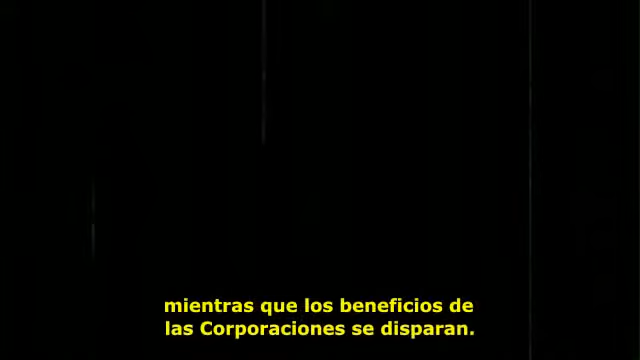 mientras que los beneficios de
las Corporaciones se disparan.